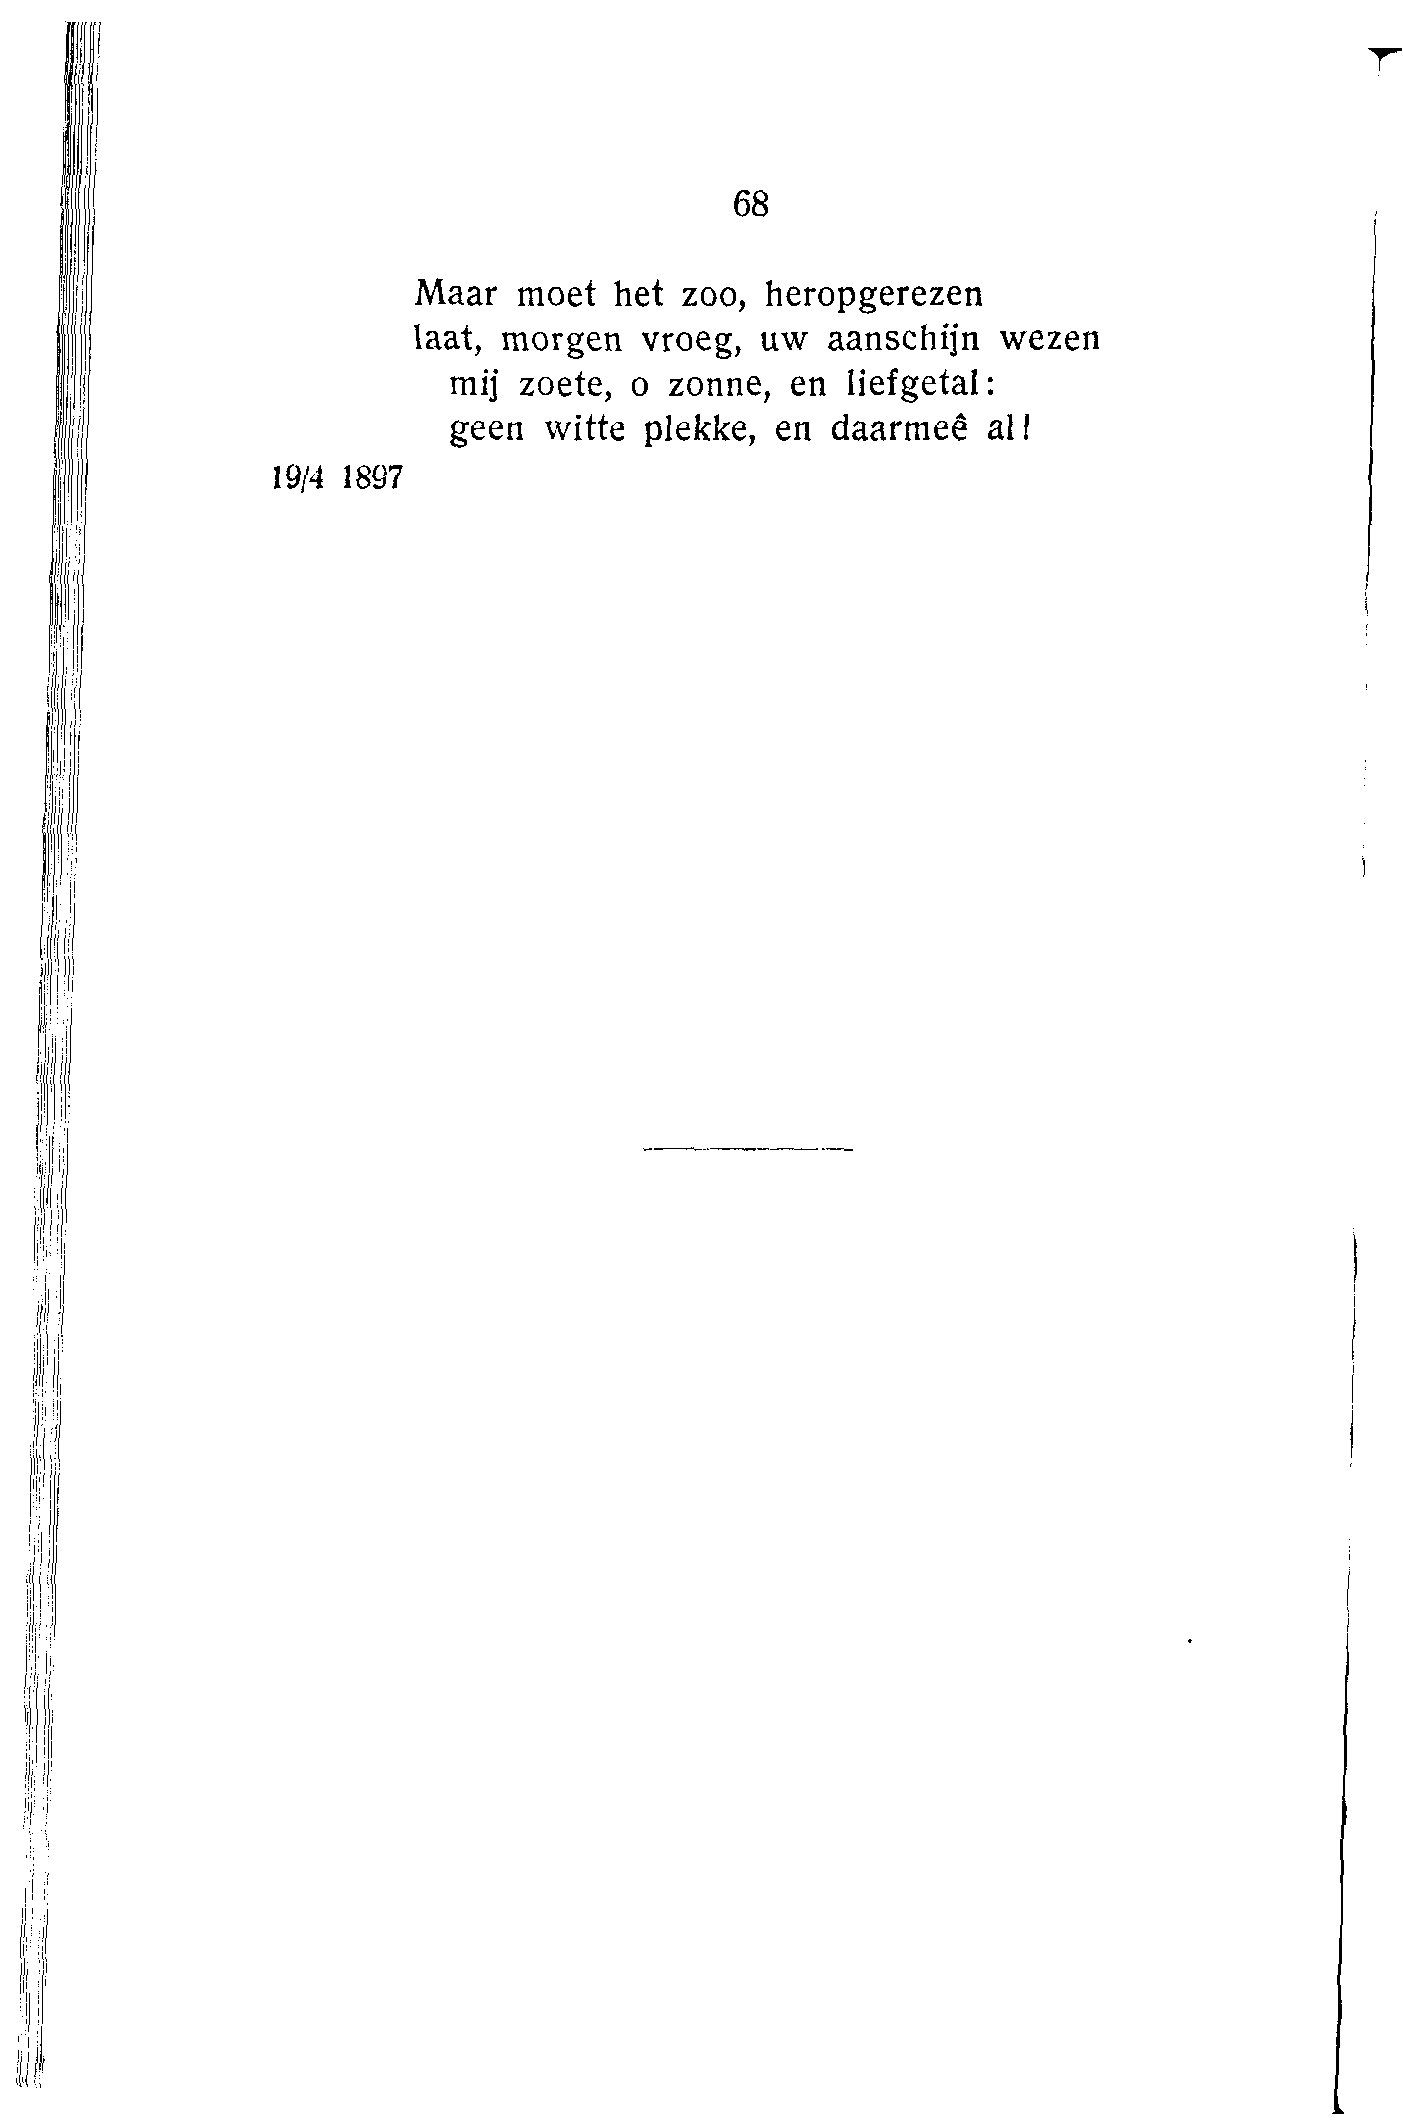 68
Maar moet het zoo, heropgerezen
laat, morgen vroeg, uw aanschijn wezen
mij zoete, o zonne, en liefgetal:
geen witte plekke, en daarmeê al!
19/4 1897